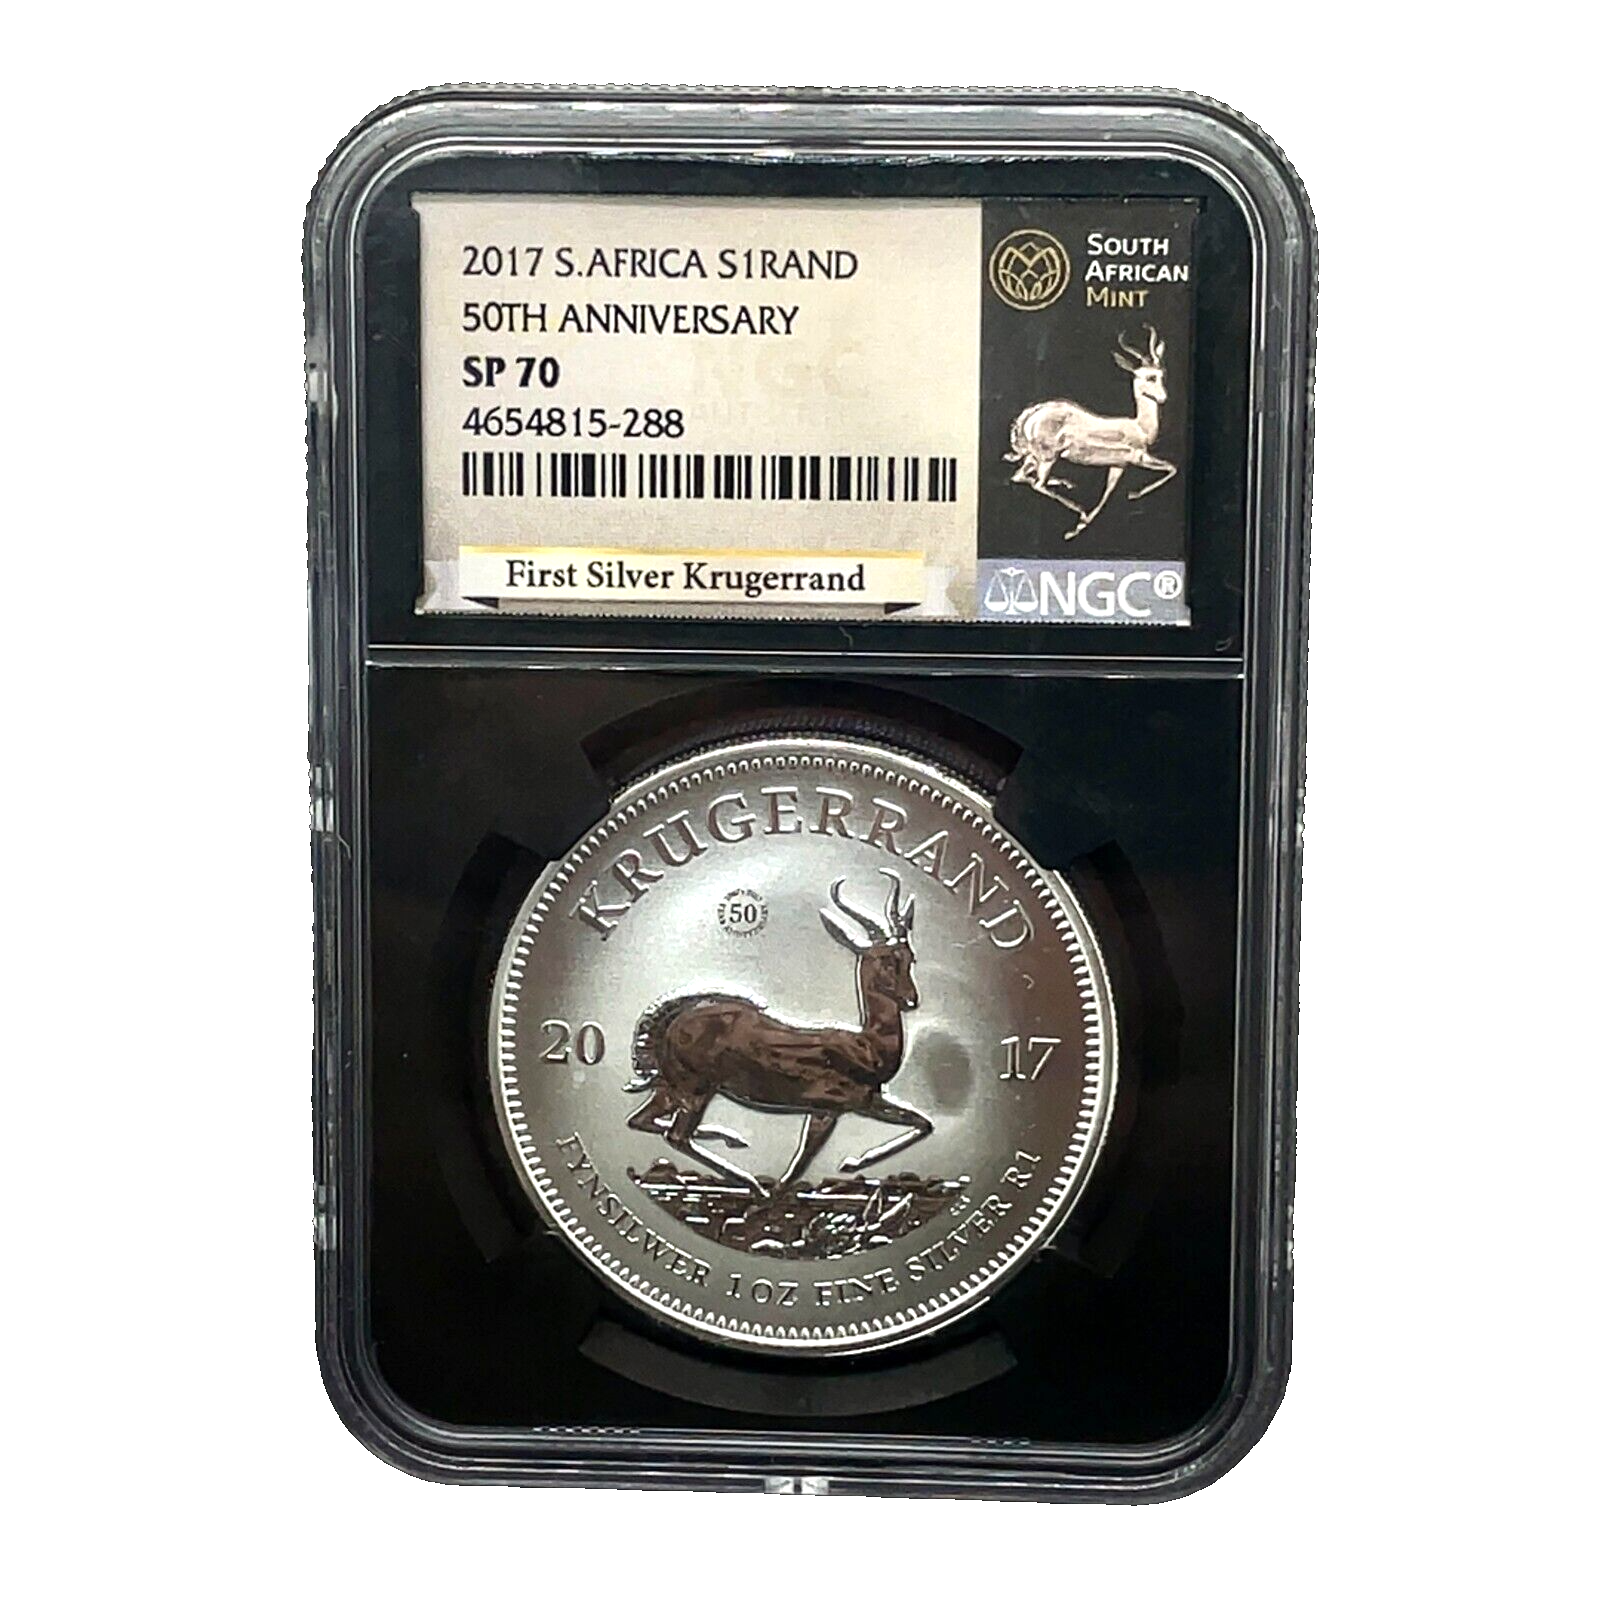 2017 S.AFRICA S1RAND
50TH ANNIVERSARY
SP 70
4654815-288
First Silver Krugerrand
SOUTH
AFRICAN
MINT
NGC®
KRUGERRAND
50
20 17
FYNSILWER 1 OZ FINE SILVER R1